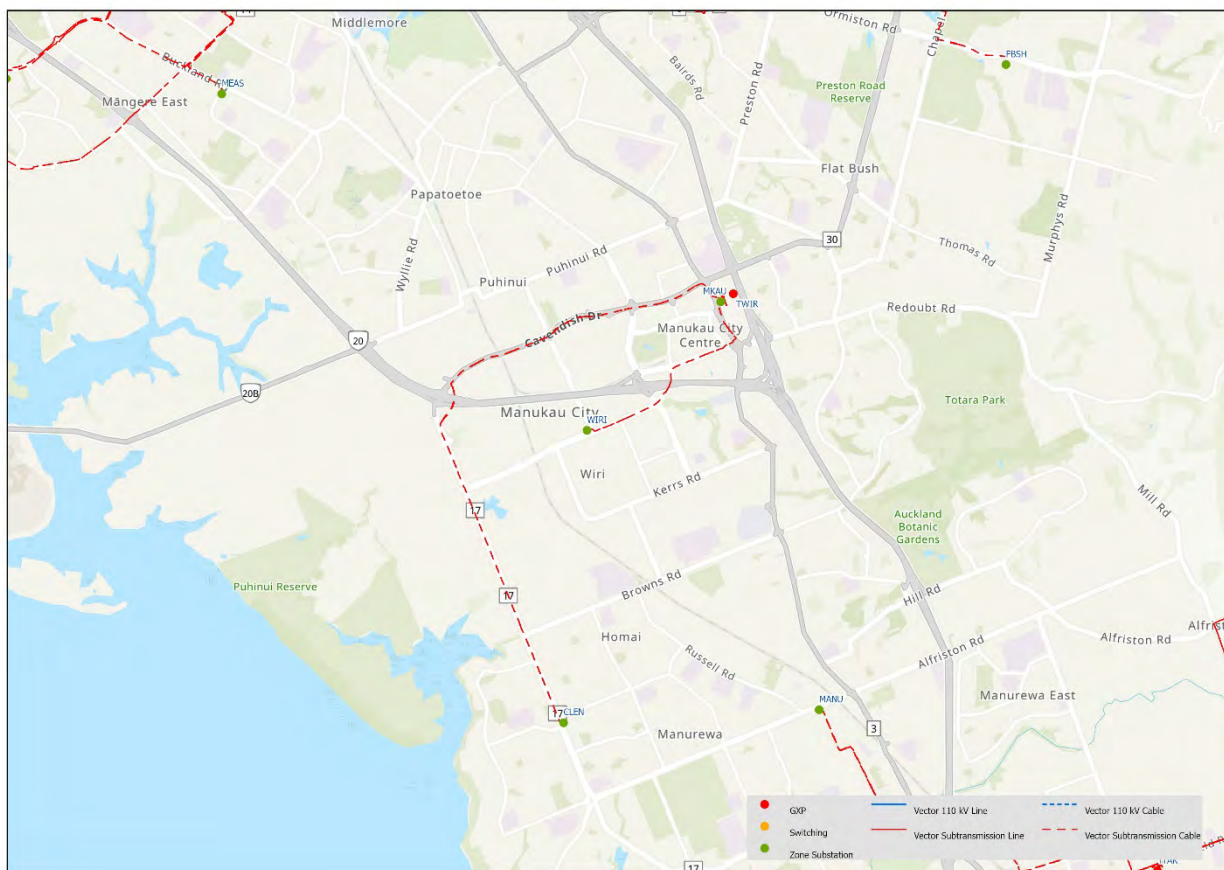 Middlemore
Ormiston Rd
Chapel
Buckland
MEAS
Māngere East
Bairds Rd
Preston Rd
Preston Road
Reserve
FBSH
Papatoetoe
Flat Bush
Wyllie Rd
Puhinui Rd
Puhinui
30
Thomas Rd
Murphys Rd
MKAU
TWIR
Redoubt Rd
Cavendish Dr
Manukau City
Centre
20
20B
Totara Park
Manukau City
WIRI
Wiri
Kerrs Rd
Mill Rd
17
Auckland
Botanic
Gardens
Puhinui Reserve
17
Browns Rd
Hill Rd
Homai
Russell Rd
Alfriston Rd
Alfriston Rd
Manurewa East
MANU
17
CLEN
Manurewa
3
GXP
Vector 110 kV Line
Vector 110 kV Cable
Switching
Vector Subtransmission Line
Vector Subtransmission Cable
Zone Substation
17